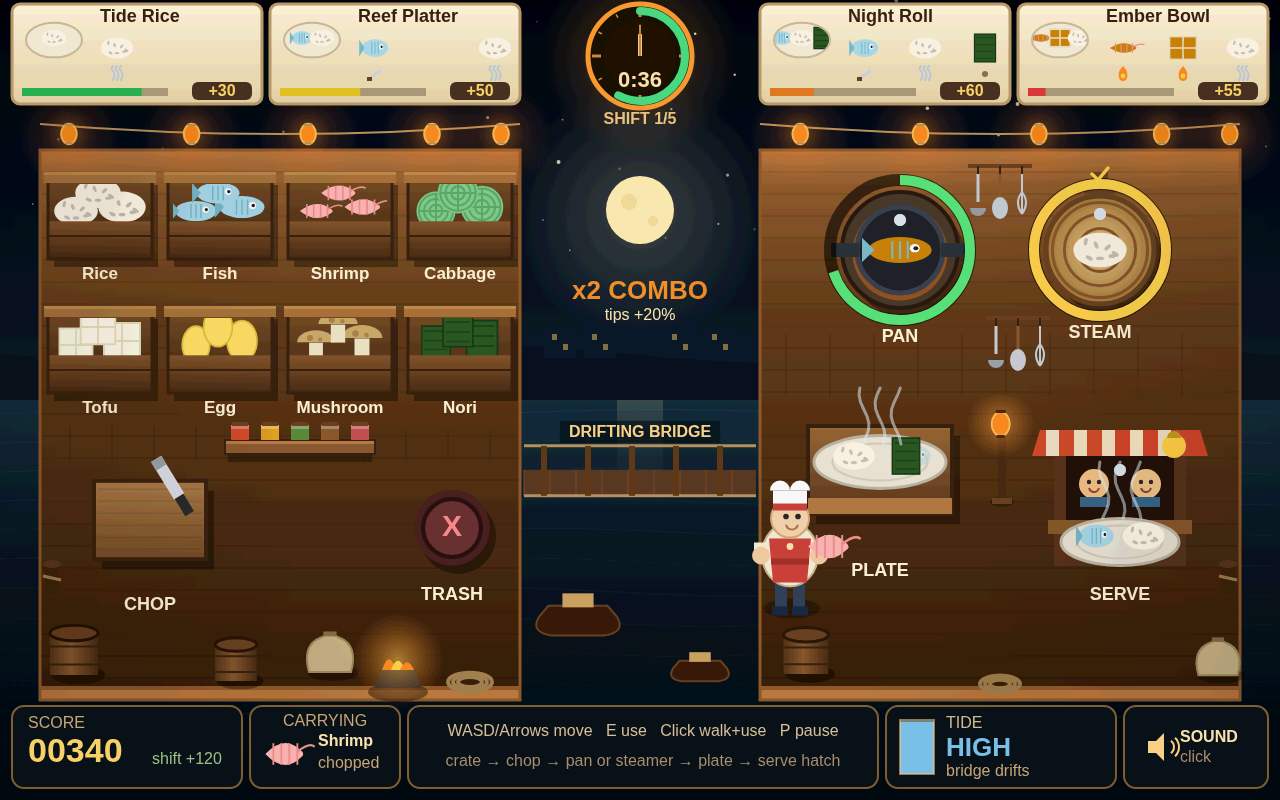 Tide Rice
+30
Reef Platter
+50
0:36
SHIFT 1/5
Night Roll
+60
Ember Bowl
+55
Rice
Fish
Shrimp
Cabbage
Tofu
Egg
Mushroom
Nori
x2 COMBO
tips +20%
PAN
STEAM
DRIFTING BRIDGE
CHOP
X
TRASH
PLATE
SERVE
SCORE
00340
shift +120
CARRYING
Shrimp
chopped
WASD/Arrows move E use Click walk+use P pause
crate → chop → pan or steamer → plate → serve hatch
TIDE
HIGH
bridge drifts
SOUND
click